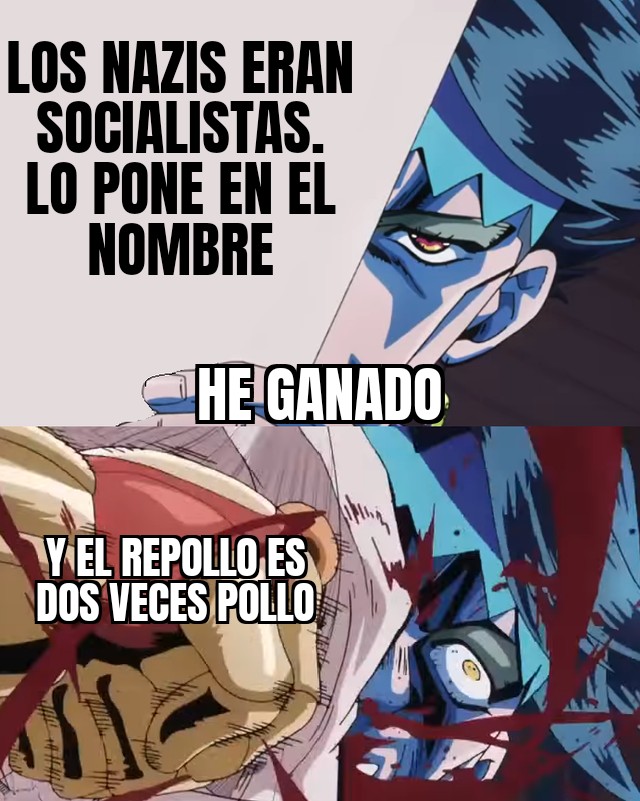 LOS NAZIS ERAN
SOCIALISTAS.
LO PONE EN EL
NOMBRE
HE GANADO
Y EL REPOLLO ES
DOS VECES POLLO